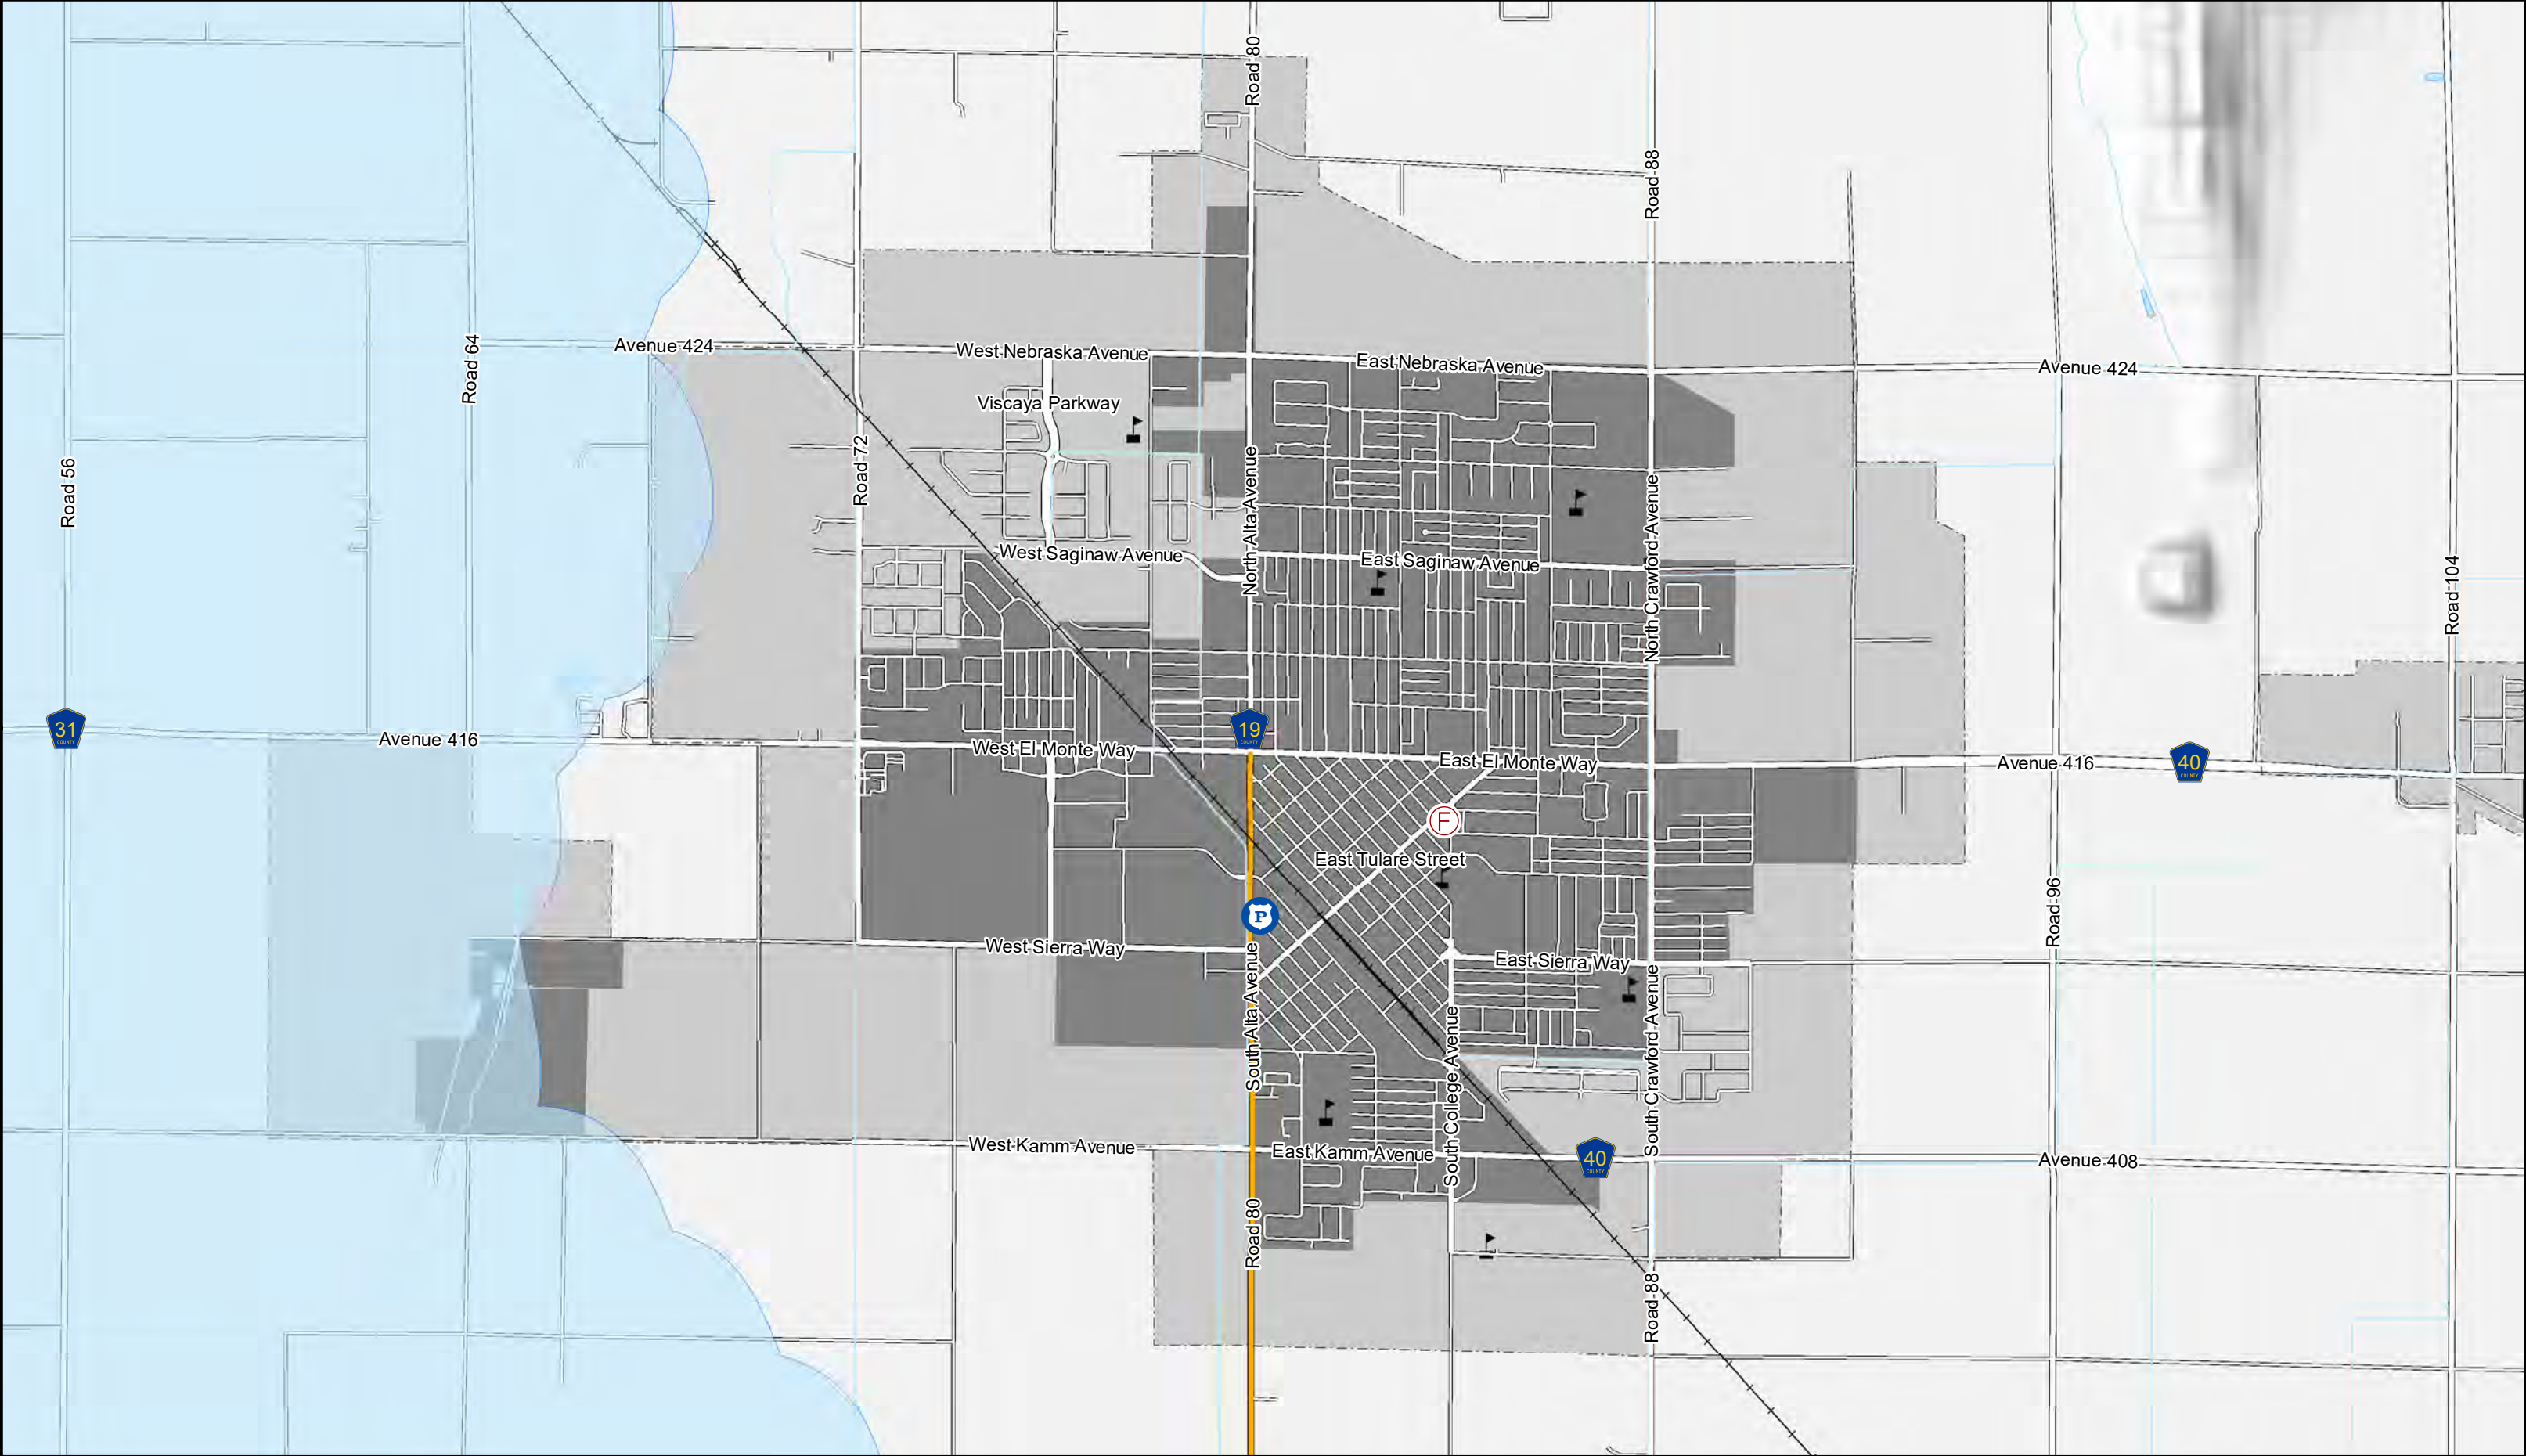 Road 80
Road 88
Road 64
Avenue 424
West Nebraska Avenue
East Nebraska Avenue
Avenue 424
Viscaya Parkway
Road 56
Road 72
North Alta Avenue
North Crawford Avenue
West Saginaw Avenue
East Saginaw Avenue
Road 104
31
COUNTY
Avenue 416
West El Monte Way
19
COUNTY
East El Monte Way
Avenue 416
40
COUNTY
F
East Tulare Street
P
Road 96
West Sierra Way
East Sierra Way
South Alta Avenue
South College Avenue
South Crawford Avenue
West Kamm Avenue
East Kamm Avenue
40
COUNTY
Avenue 408
Road 80
Road 88